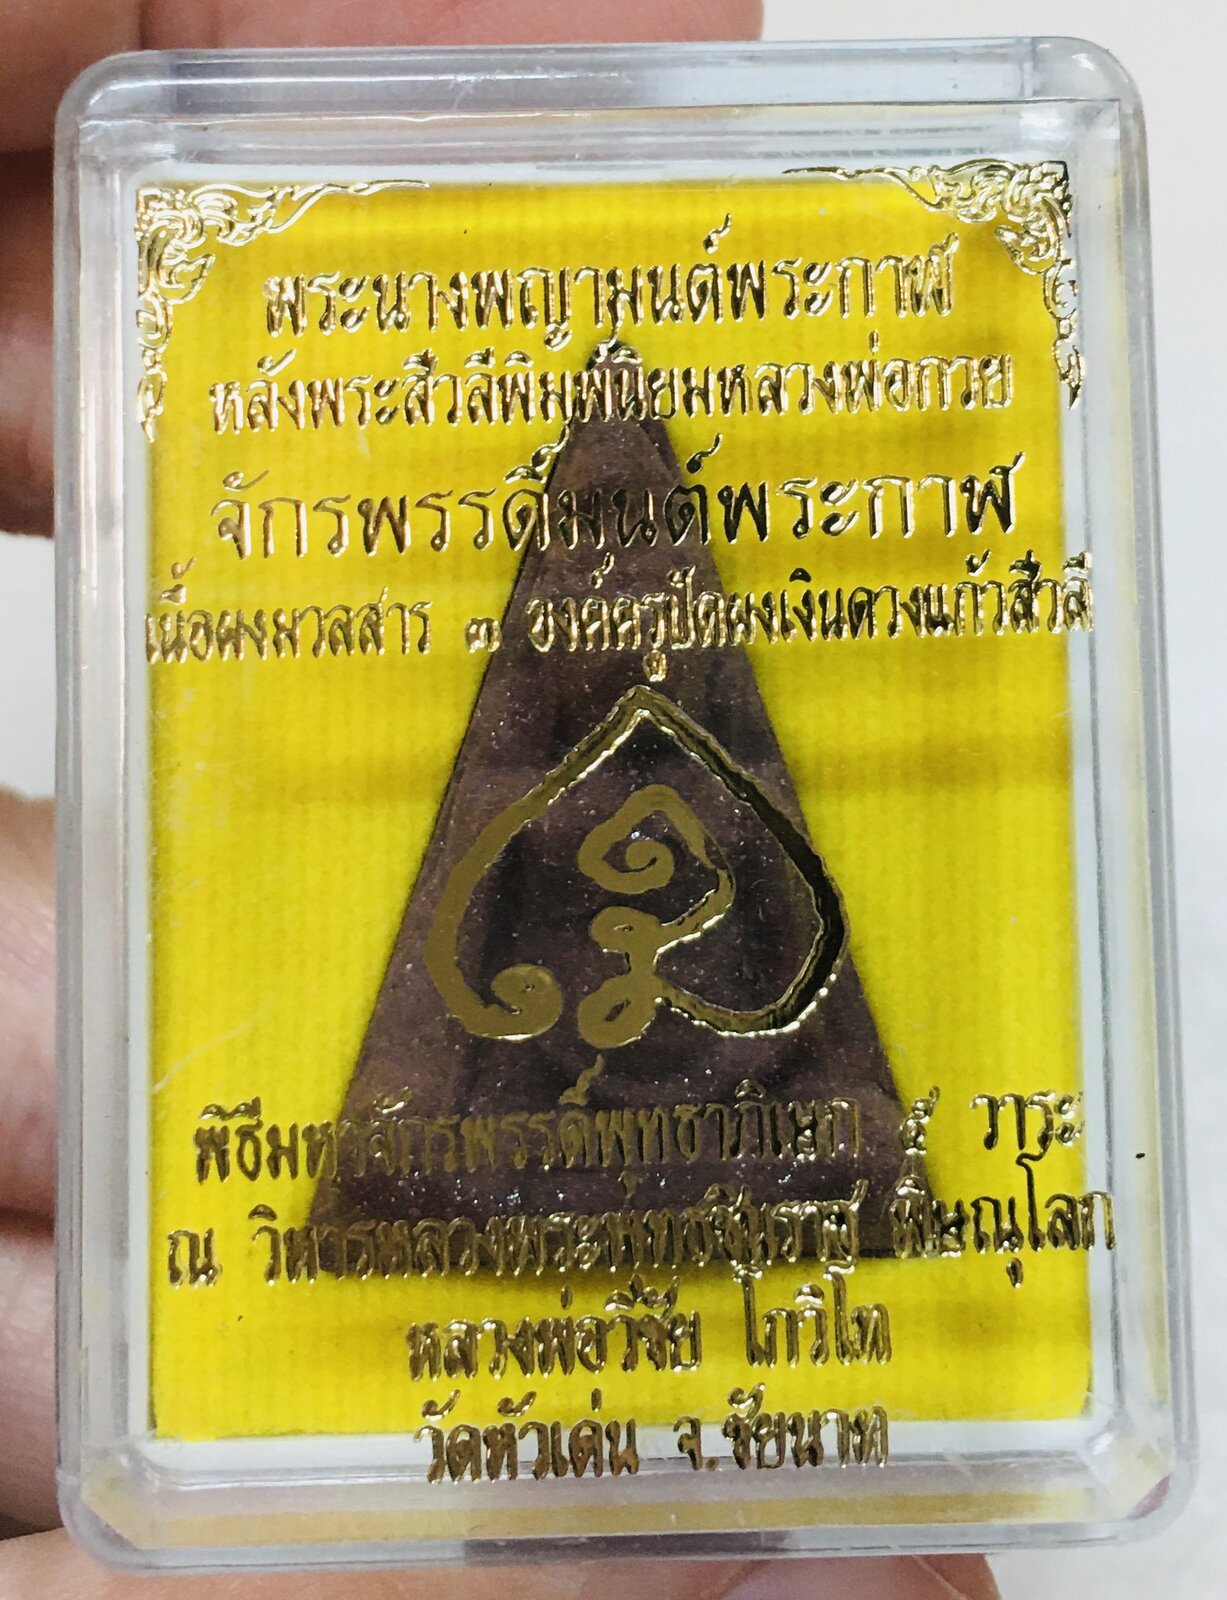 พระนางพญามนต์พระกาฬ
หลังพระสีวลีพิมพ์นิยมหลวงพ่อกวย
จักรพรรดิ์มนต์พระกาฬ
เนื้อผงมวลสาร ๓ องค์ครูปัดผงเงินดวงแก้วสีวลี
พิธีมหาจักรพรรดิ์พุทธาภิเษก ๕ วาระ
ณ วิหารหลวงพระพุทธชินราช พิษณุโลก
หลวงพ่อวิชัย โกวิโท
วัดหัวเด่น จ.ชัยนาท